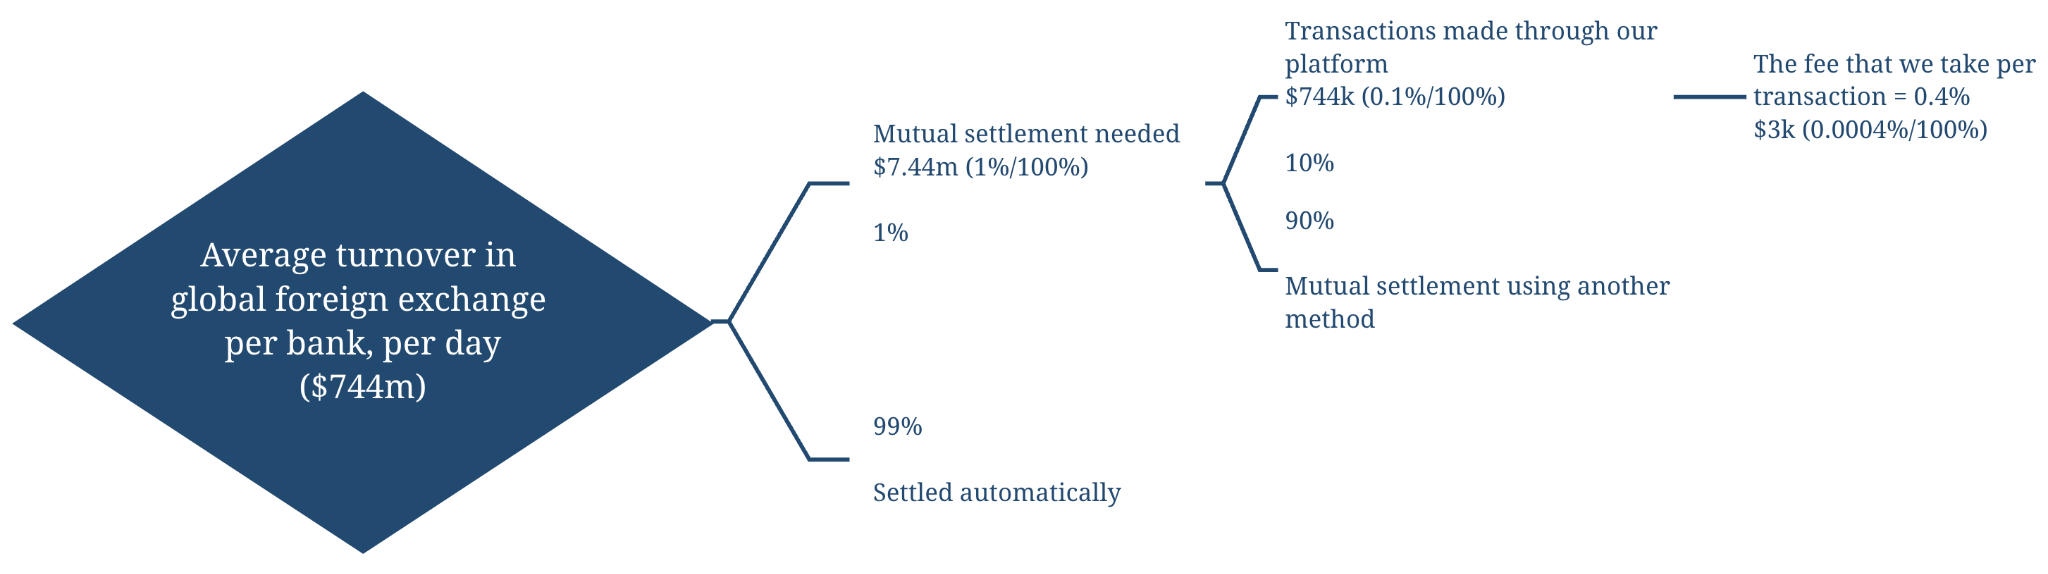 Average turnover in
global foreign exchange
per bank, per day
($744m)
Mutual settlement needed
$7.44m (1%/100%)
1%
99%
Settled automatically
Transactions made through our
platform
$744k (0.1%/100%)
10%
90%
Mutual settlement using another
method
The fee that we take per
transaction = 0.4%
$3k (0.0004%/100%)